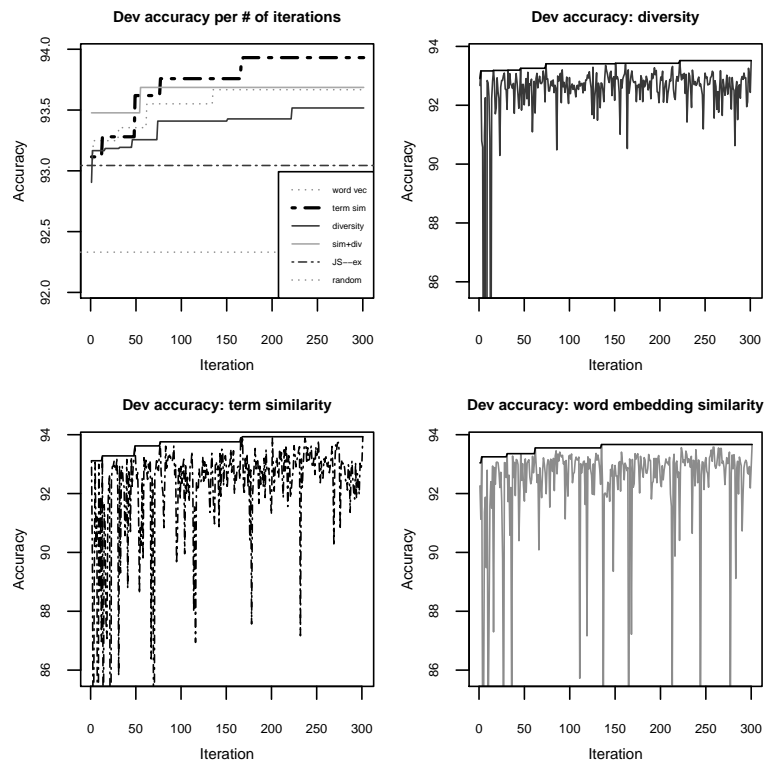 Dev accuracy per # of iterations
94.0
93.5
93.0
92.5
92.0
Accuracy
word vec
term sim
diversity
sim+div
JS−−ex
random
0 50 100 150 200 250 300
Iteration
Dev accuracy: diversity
94
92
90
88
86
Accuracy
0 50 100 150 200 250 300
Iteration
Dev accuracy: term similarity
94
92
90
88
86
Accuracy
0 50 100 150 200 250 300
Iteration
Dev accuracy: word embedding similarity
94
92
90
88
86
Accuracy
0 50 100 150 200 250 300
Iteration